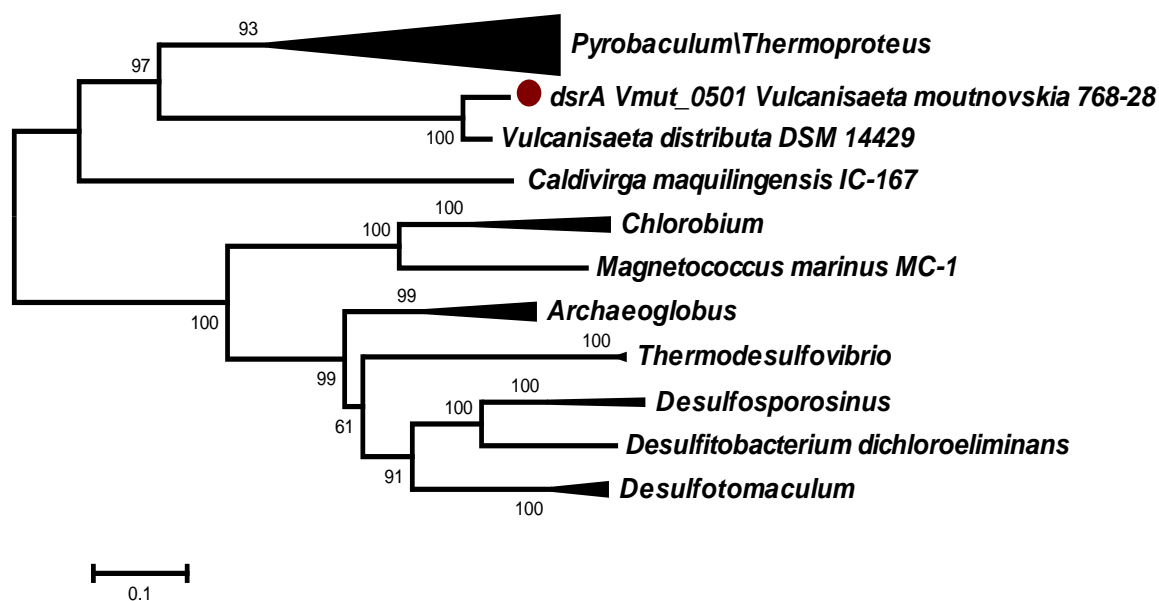 93
Pyrobaculum\Thermoproteus
97
dsrA Vmut_0501 Vulcanisaeta moutnovskia 768-28
100
Vulcanisaeta distributa DSM 14429
Caldivirga maquilingensis IC-167
100
Chlorobium
100
Magnetococcus marinus MC-1
99
Archaeoglobus
100
100
Thermodesulfovibrio
99
100
Desulfosporosinus
100
61
Desulfitobacterium dichloroeliminans
91
Desulfotomaculum
100
0.1